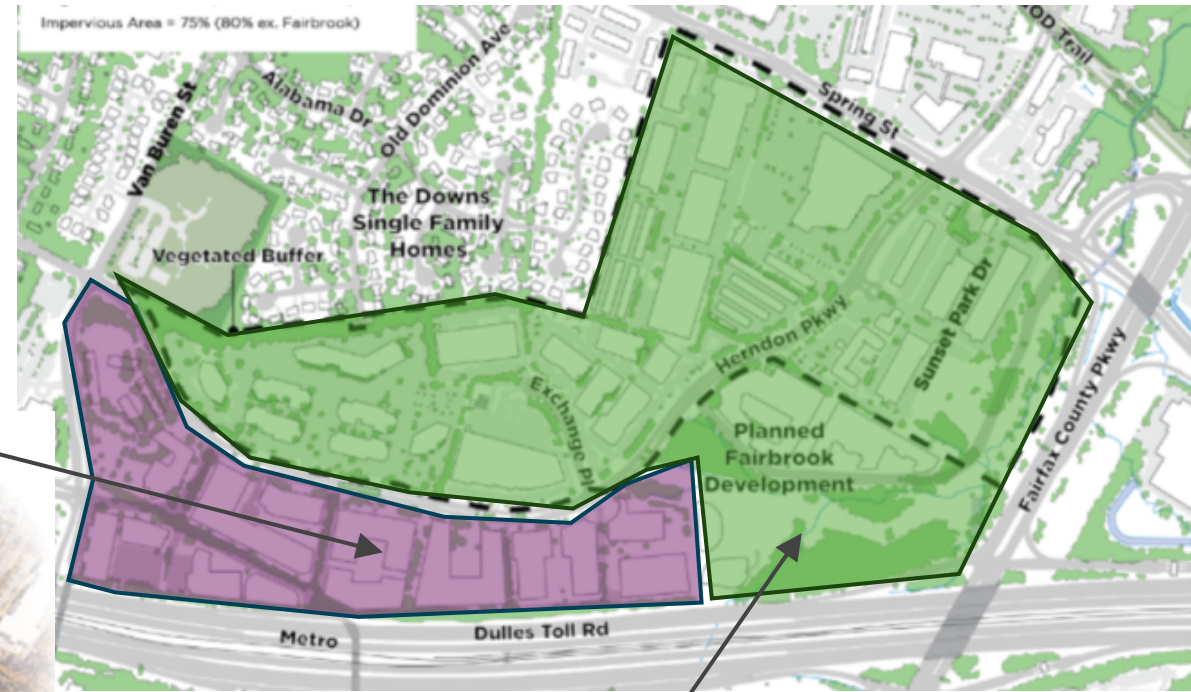 Impervious Area = 75% (80% ex. Fairbrook)
OD Trail
Alabama Dr
Old Dominion Ave
Van Buren St
Spring St
The Downs
Single Family
Homes
Vegetated Buffer
Herndon Pkwy
Sunset Park Dr
Exchange Pl
Fairfax County Pkwy
Planned
Fairbrook
Development
Metro
Dulles Toll Rd